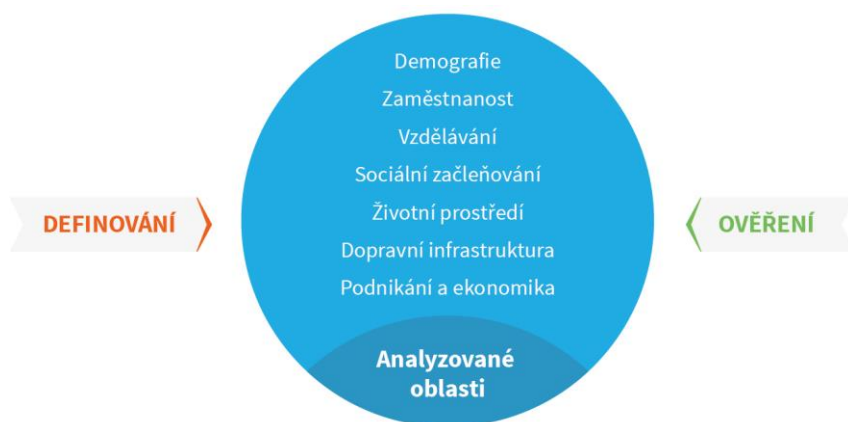 Demografie
Zaměstnanost
Vzdělávání
Sociální začleňování
Životní prostředí
Dopravní infrastruktura
Podnikání a ekonomika
DEFINOVÁNÍ
OVĚŘENÍ
Analyzované
oblasti